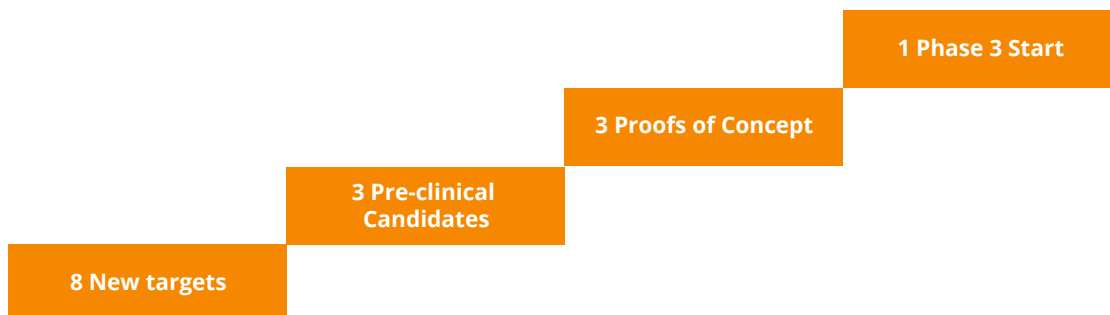 1 Phase 3 Start
3 Proofs of Concept
3 Pre-clinical
Candidates
8 New targets